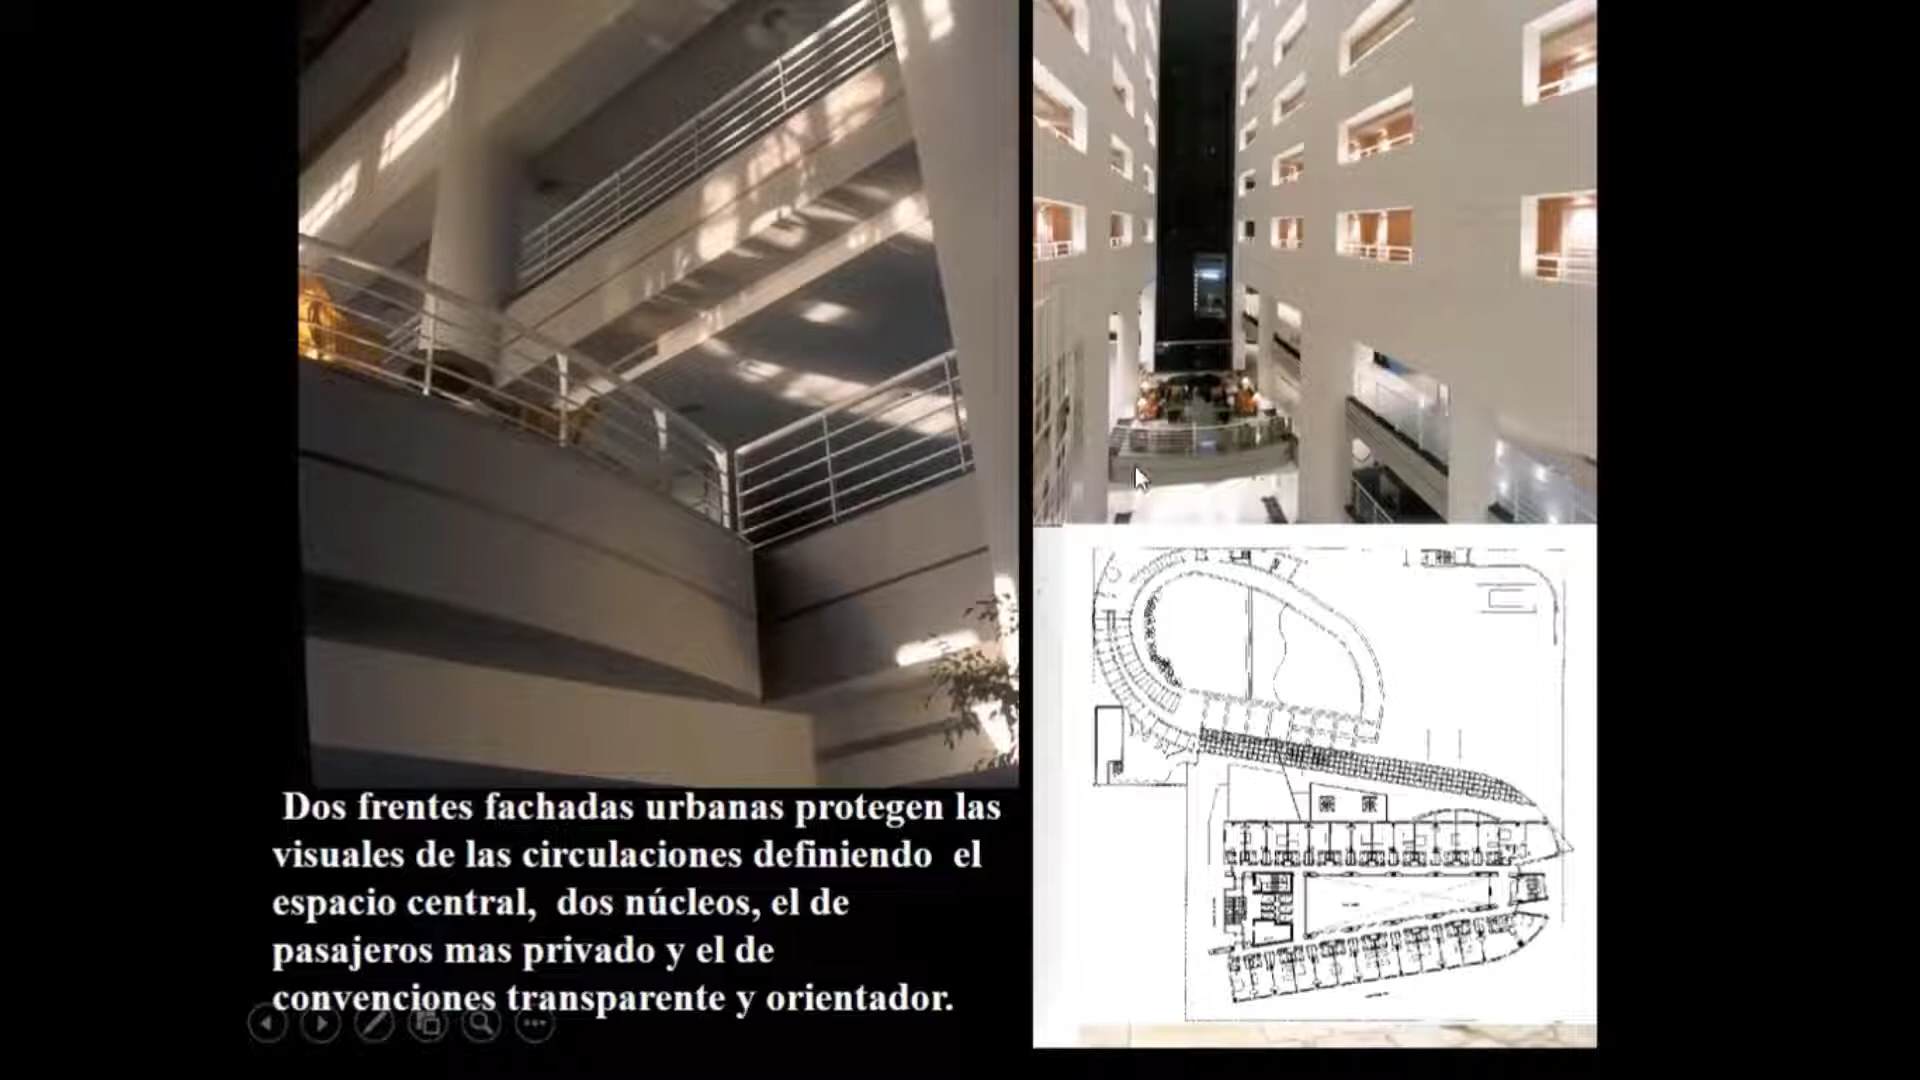 Dos frentes fachadas urbanas protegen las
visuales de las circulaciones definiendo el
espacio central, dos núcleos, el de
pasajeros mas privado y el de
convenciones transparente y orientador.